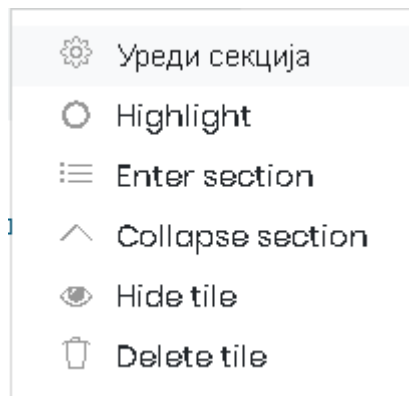 Уреди секција
Highlight
Enter section
Collapse section
Hide tile
Delete tile